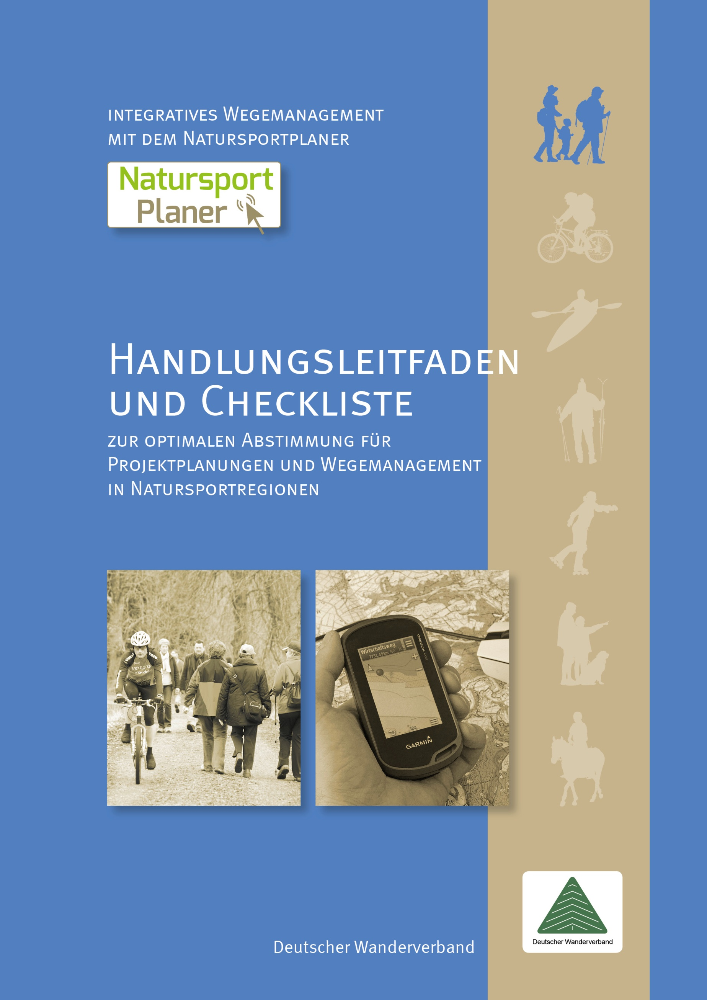 integratives Wegemanagement
mit dem Natursportplaner
Natursport
Planer
Handlungsleitfaden
und Checkliste
zur optimalen Abstimmung für
Projektplanungen und Wegemanagement
in Natursportregionen
VOLVO
Wirtschaftsweg
7751.49km NO
OREGON 600
GARMIN
Deutscher Wanderverband
Deutscher Wanderverband